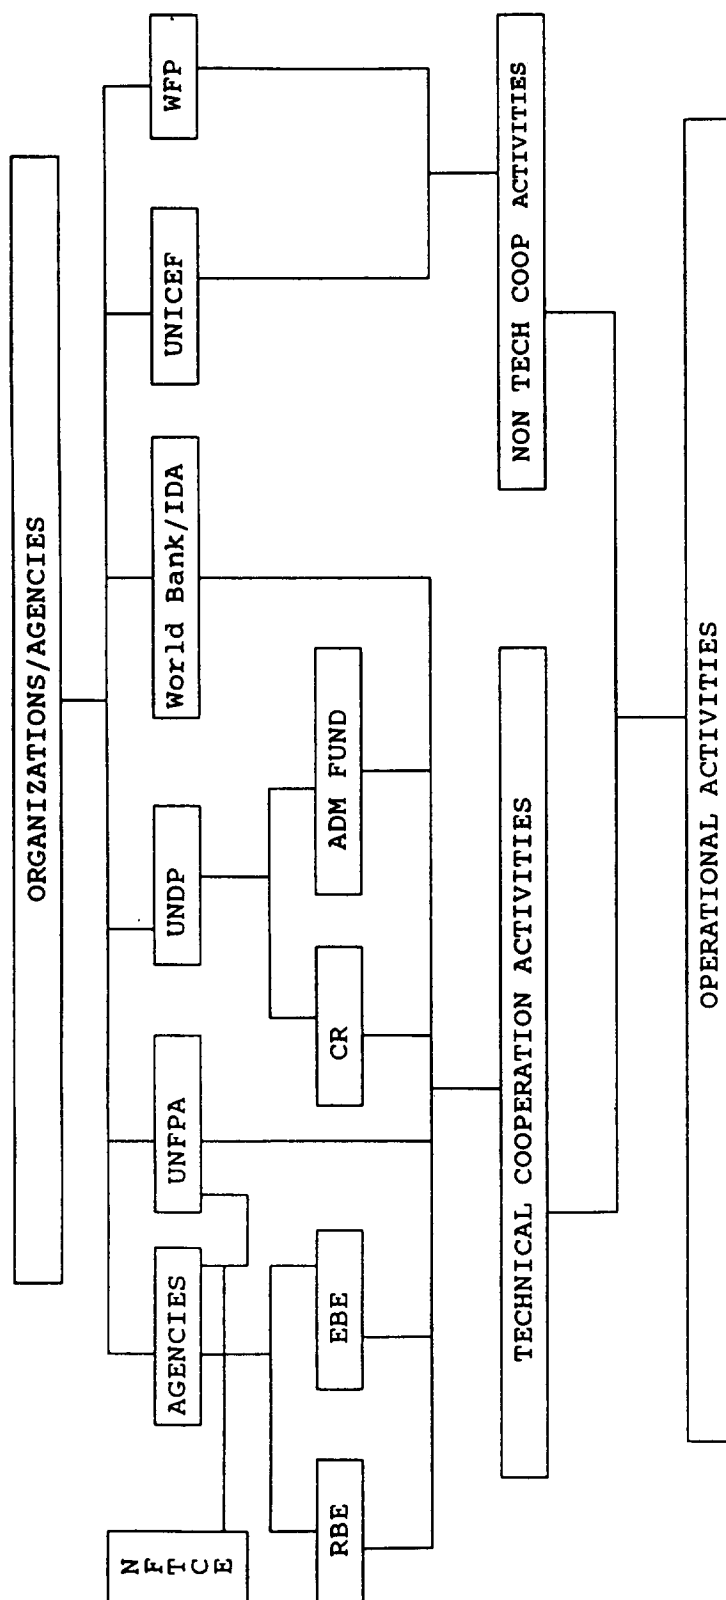 ORGANIZATIONS/AGENCIES
N
F
T
C
E
AGENCIES
UNFPA
UNDP
World Bank/IDA
UNICEF
WFP
RBE
EBE
CR
ADM FUND
TECHNICAL COOPERATION ACTIVITIES
NON TECH COOP ACTIVITIES
OPERATIONAL ACTIVITIES